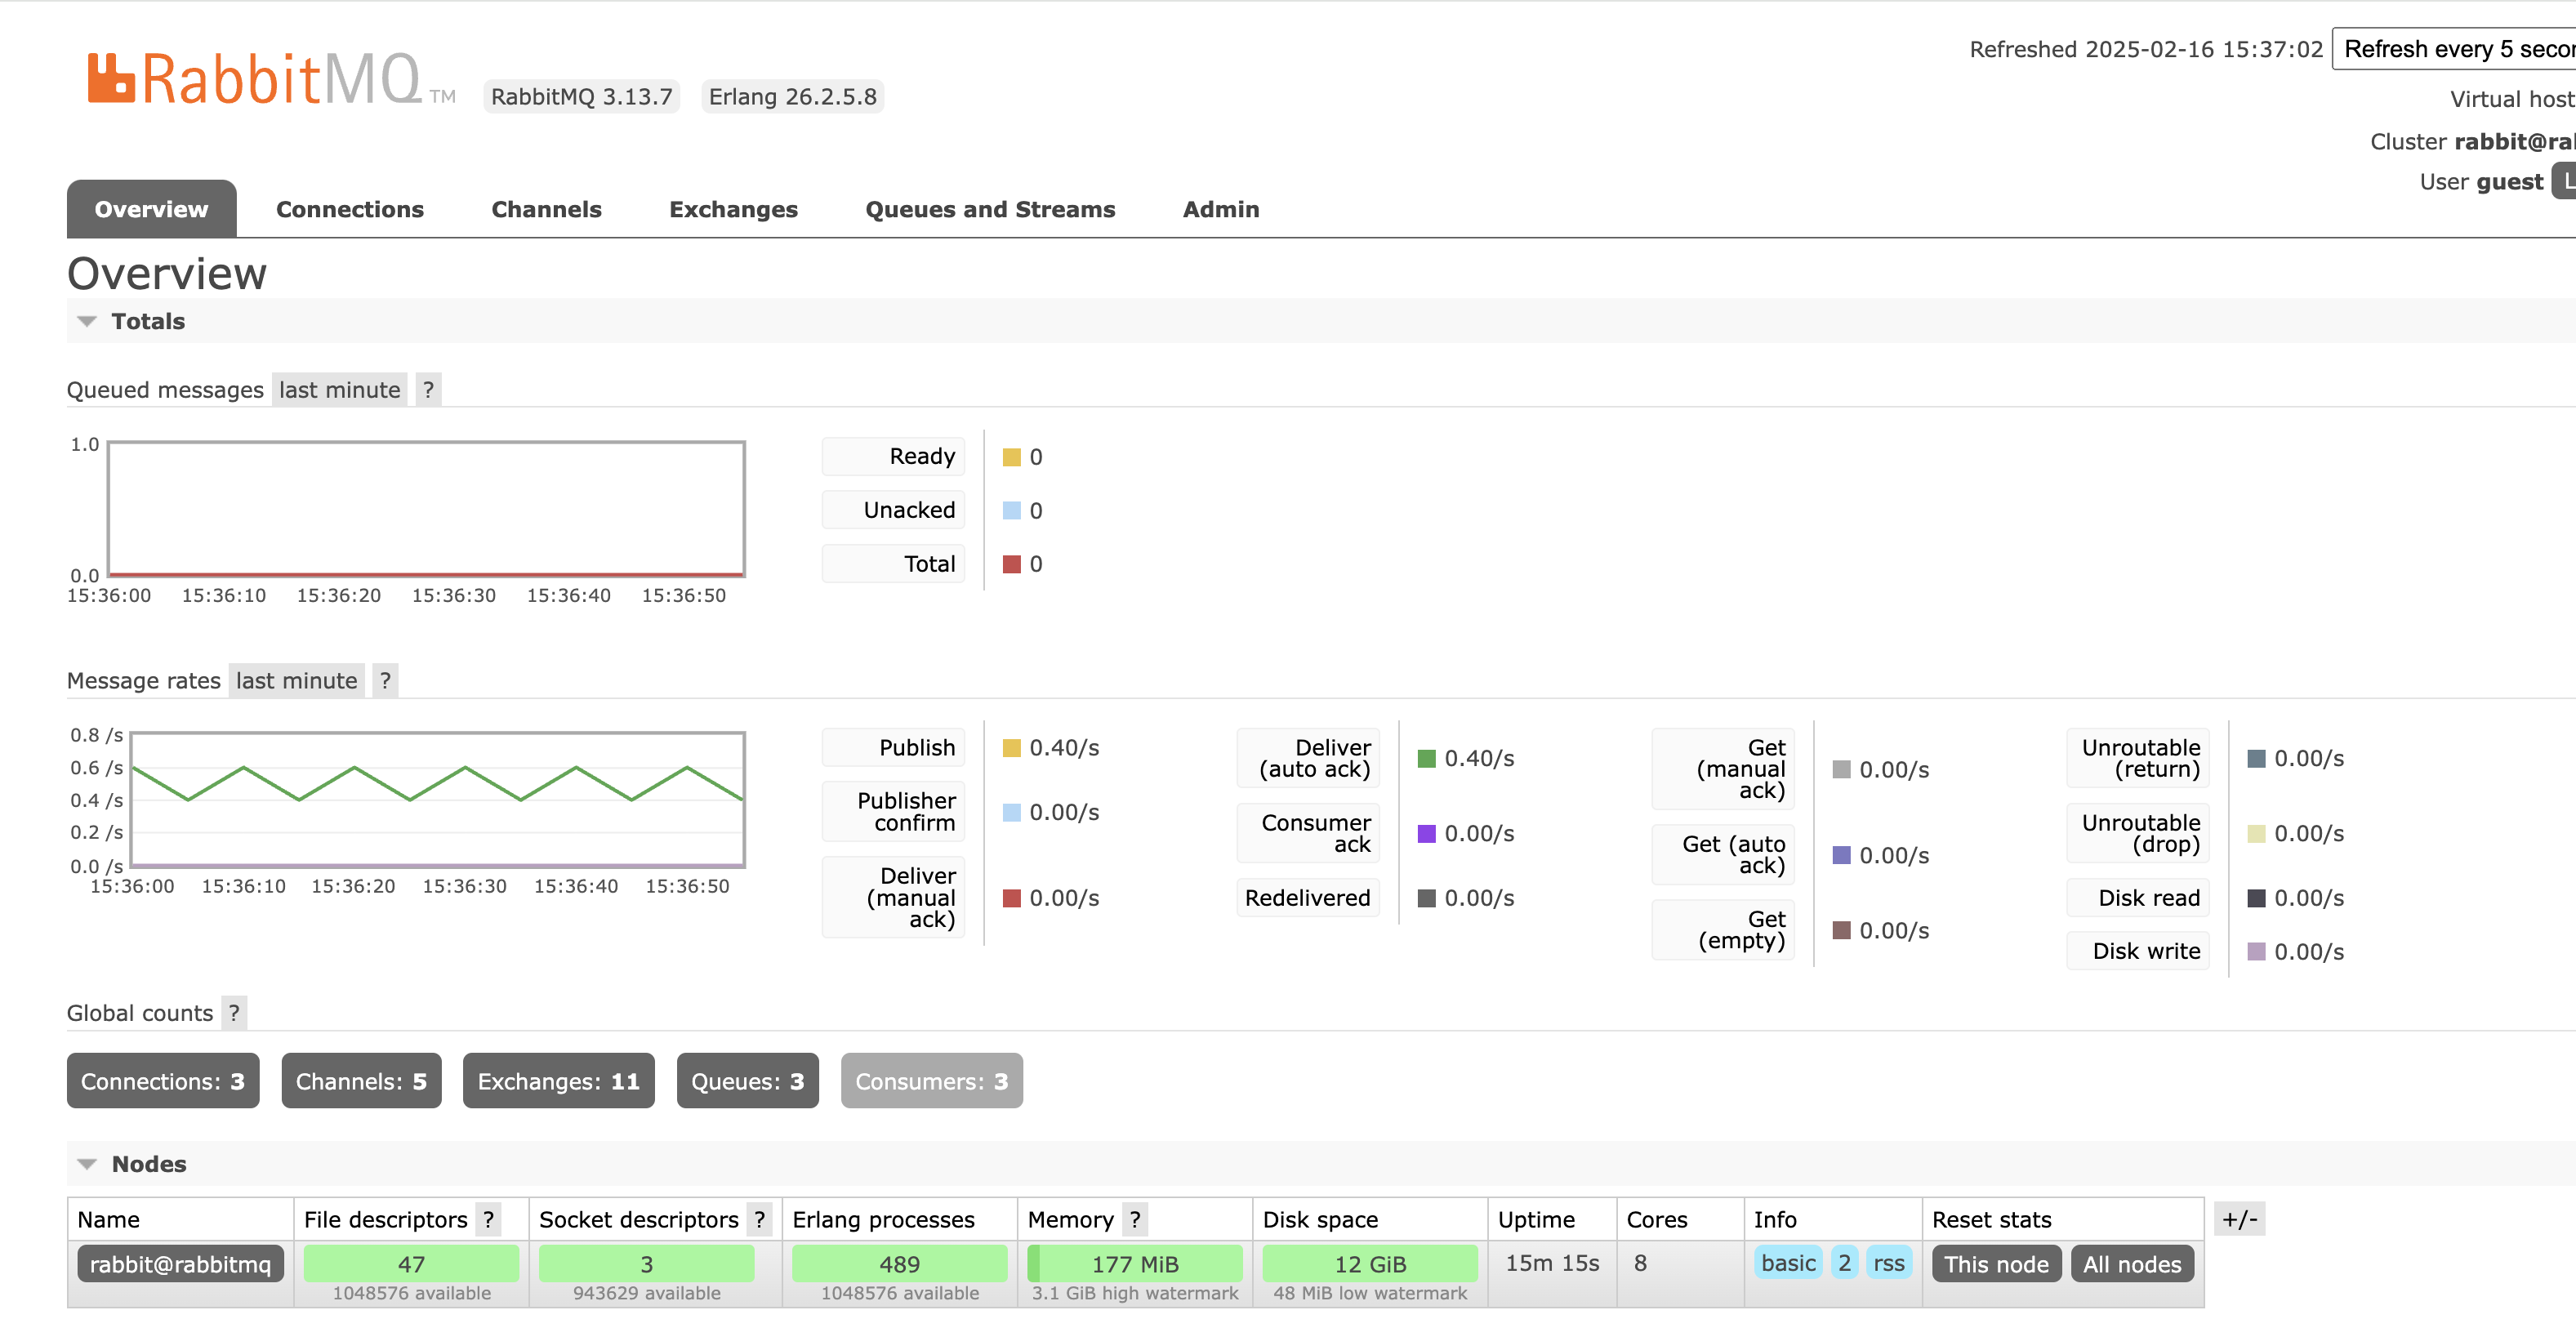 Refreshed 2025-02-16 15:37:02 Refresh every 5 secon
RabbitMQ TM RabbitMQ 3.13.7 Erlang 26.2.5.8
Virtual host
Cluster rabbit@ra
User guest
Overview Connections Channels Exchanges Queues and Streams Admin
Overview
Totals
Queued messages last minute ?
1.0
0.0
15:36:00 15:36:10 15:36:20 15:36:30 15:36:40 15:36:50
Ready 0
Unacked 0
Total 0
Message rates last minute ?
0.8 /s
0.6 /s
0.4 /s
0.2 /s
0.0 /s
15:36:00 15:36:10 15:36:20 15:36:30 15:36:40 15:36:50
Publish 0.40/s
Publisher
confirm 0.00/s
Deliver
(manual
ack) 0.00/s
Deliver
(auto ack) 0.40/s
Consumer
ack 0.00/s
Redelivered 0.00/s
Get
(manual
ack) 0.00/s
Get (auto
ack) 0.00/s
Get
(empty) 0.00/s
Unroutable
(return) 0.00/s
Unroutable
(drop) 0.00/s
Disk read 0.00/s
Disk write 0.00/s
Global counts ?
Connections: 3 Channels: 5 Exchanges: 11 Queues: 3 Consumers: 3
Nodes
Name File descriptors ? Socket descriptors ? Erlang processes Memory ? Disk space Uptime Cores Info Reset stats +/-
rabbit@rabbitmq 47 3 489 177 MiB 12 GiB 15m 15s 8 basic 2 rss This node All nodes
1048576 available 943629 available 1048576 available 3.1 GiB high watermark 48 MiB low watermark